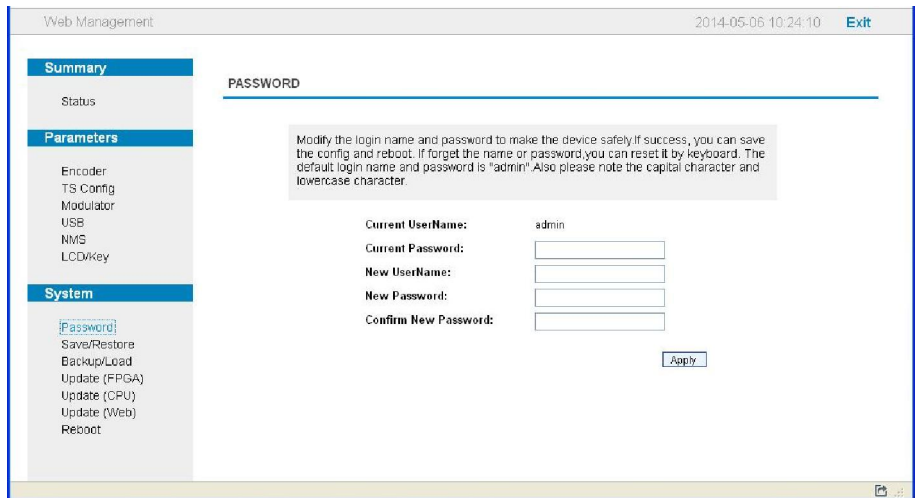 Web Management
2014-05-06 10:24:10 Exit
Summary
Status
Parameters
Encoder
TS Config
Modulator
USB
NMS
LCD/Key
System
Password
Save/Restore
Backup/Load
Update (FPGA)
Update (CPU)
Update (Web)
Reboot
PASSWORD
Modify the login name and password to make the device safely.If success, you can save
the config and reboot. If forget the name or password,you can reset it by keyboard. The
default login name and password is "admin".Also please note the capital character and
lowercase character.
Current UserName: admin
Current Password:
New UserName:
New Password:
Confirm New Password:
Apply